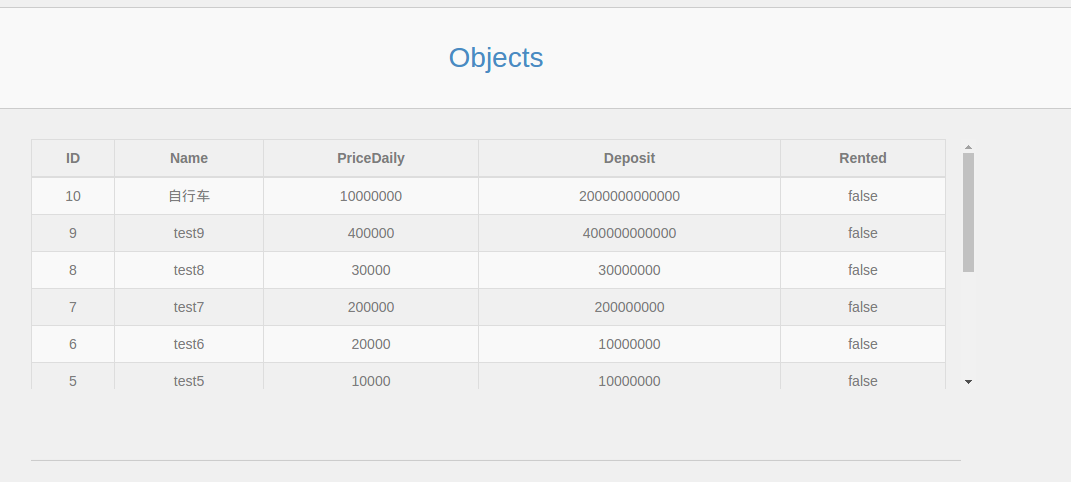 Objects
ID Name PriceDaily Deposit Rented
10 自行车 10000000 2000000000000 false
9 test9 400000 400000000000 false
8 test8 30000 30000000 false
7 test7 200000 200000000 false
6 test6 20000 10000000 false
5 test5 10000 10000000 false